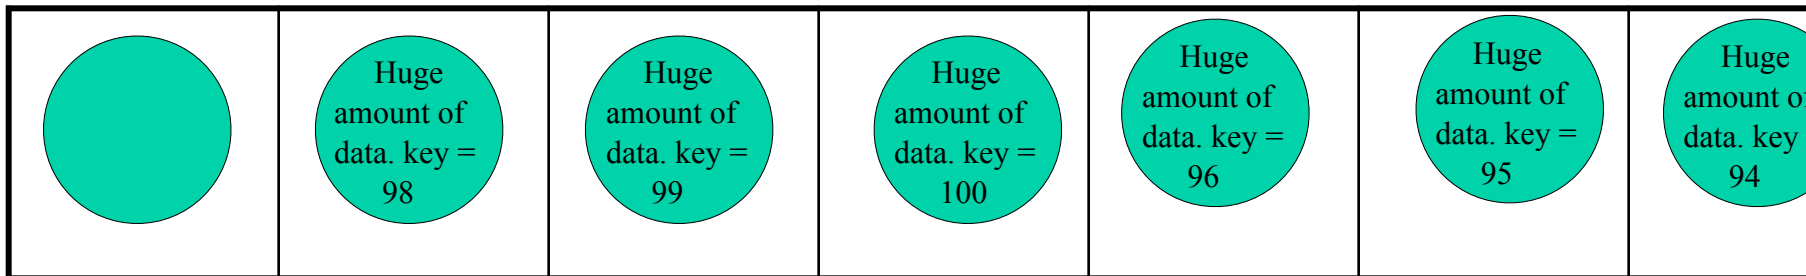 Huge
amount of
data. key =
98
Huge
amount of
data. key =
99
Huge
amount of
data. key =
100
Huge
amount of
data. key =
96
Huge
amount of
data. key =
95
Huge
amount of
data. key
94